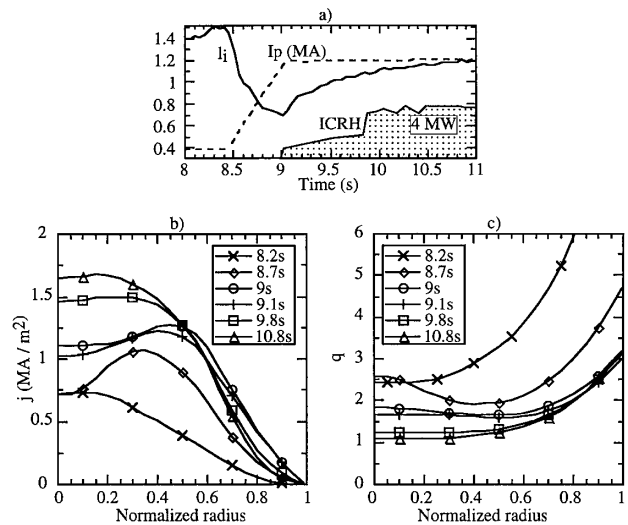 a)
1.4
1.2
1
0.8
0.6
0.4
li
Ip (MA)
ICRH
4 MW
8 8.5 9 9.5 10 10.5 11
Time (s)
b)
2
1.5
1
0.5
0
j (MA / m²)
8.2s
8.7s
9s
9.1s
9.8s
10.8s
0 0.2 0.4 0.6 0.8 1
Normalized radius
c)
6
5
4
3
2
1
0
q
8.2s
8.7s
9s
9.1s
9.8s
10.8s
0 0.2 0.4 0.6 0.8 1
Normalized radius